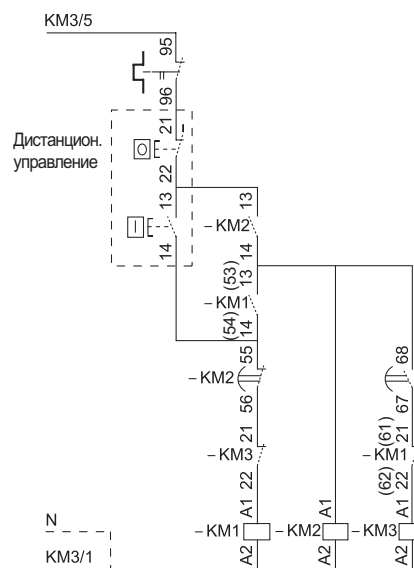 KM3/5
95
96
21
Дистанцион.
управление
O
22
13
13
I
– KM2
14
14
(53)
13
– KM1
(54)
14
55
68
– KM2
56
67
(61)
21
21
– KM3
– KM1
22
(62)
22
A1
A1
A1
N
– KM1
– KM2
– KM3
KM3/1
A2
A2
A2